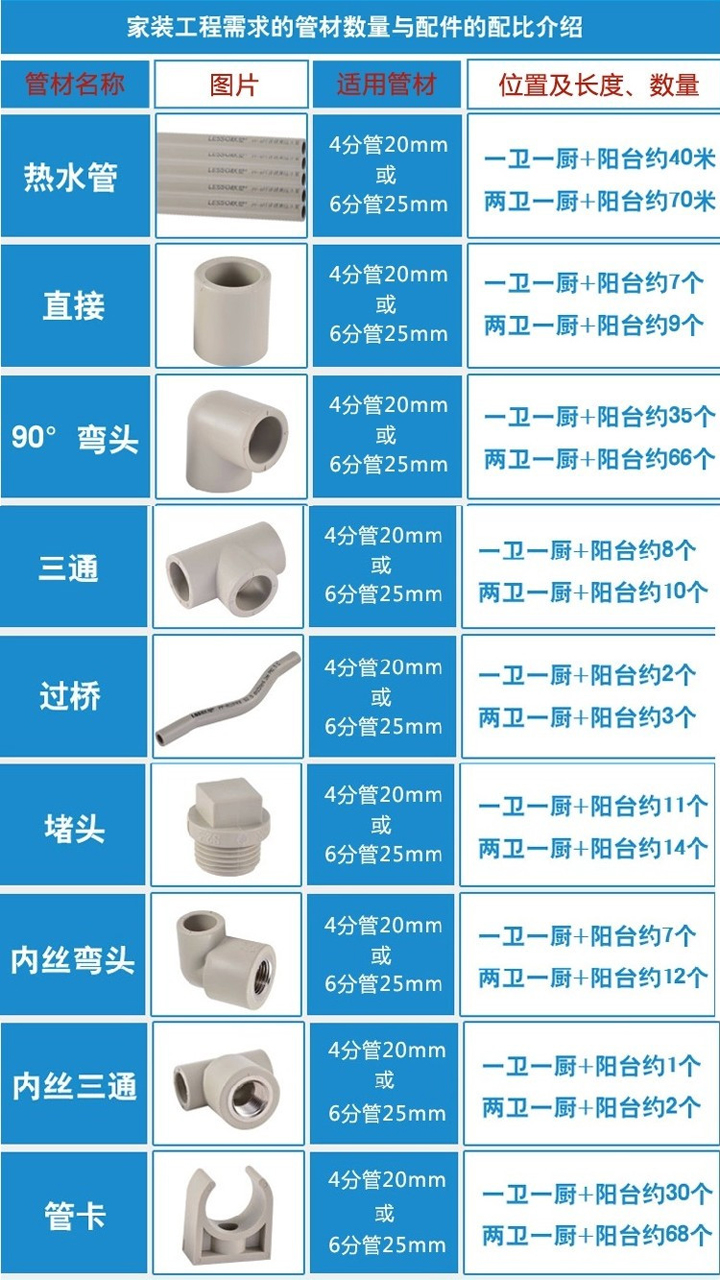 家装工程需求的管材数量与配件的配比介绍
管材名称
图片
适用管材
位置及长度、数量
热水管
4分管20mm
或
6分管25mm
一卫一厨+阳台约40米
两卫一厨+阳台约70米
直接
4分管20mm
或
6分管25mm
一卫一厨+阳台约7个
两卫一厨+阳台约9个
90° 弯头
4分管20mm
或
6分管25mm
一卫一厨+阳台约35个
两卫一厨+阳台约66个
三通
4分管20mm
或
6分管25mm
一卫一厨+阳台约8个
两卫一厨+阳台约10个
过桥
4分管20mm
或
6分管25mm
一卫一厨+阳台约2个
两卫一厨+阳台约3个
堵头
4分管20mm
或
6分管25mm
一卫一厨+阳台约11个
两卫一厨+阳台约14个
内丝弯头
4分管20mm
或
6分管25mm
一卫一厨+阳台约7个
两卫一厨+阳台约12个
内丝三通
4分管20mm
或
6分管25mm
一卫一厨+阳台约1个
两卫一厨+阳台约2个
管卡
4分管20mm
或
6分管25mm
一卫一厨+阳台约30个
两卫一厨+阳台约68个